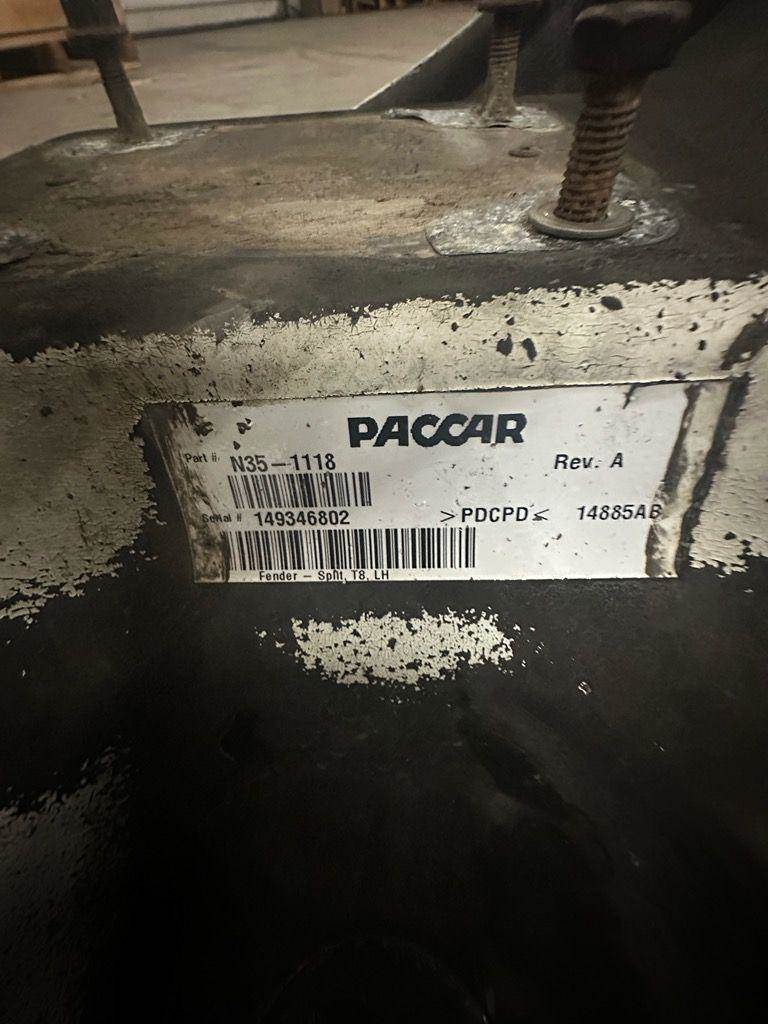 PACCAR
Part #: N35-1118 Rev. A
Serial # 149346802 >PDCPD< 14885AB
Fender - Split, T8, LH